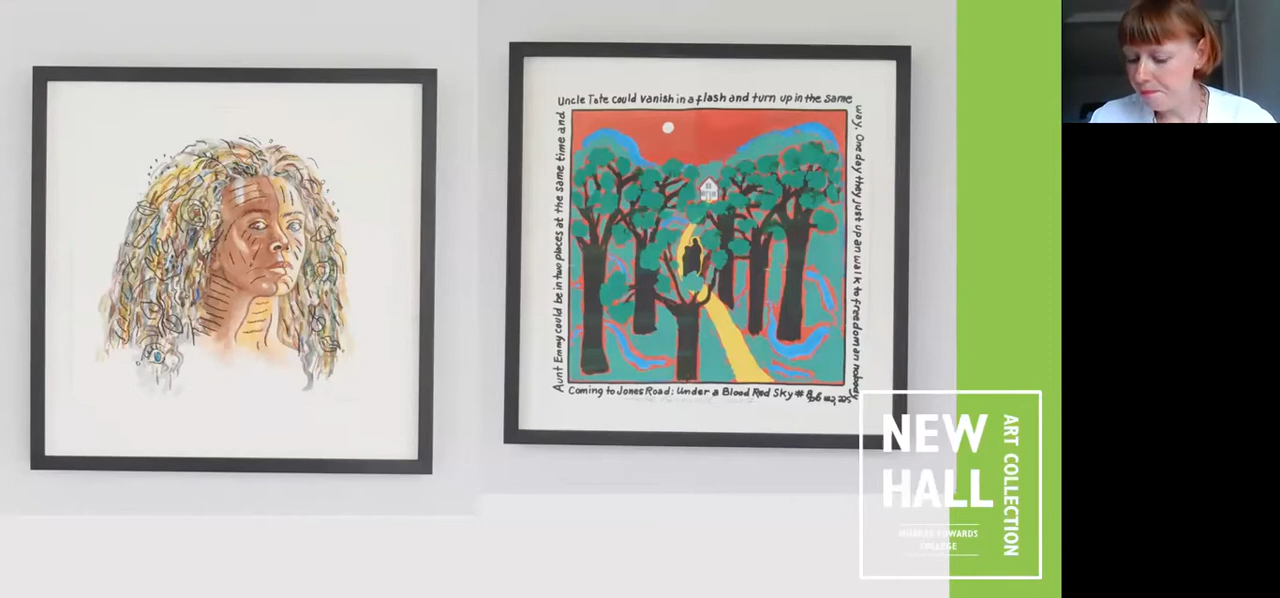 Uncle Tate could vanish in a flash and turn up in the same
way. One day they just up an walk to freedom an nobody
Aunt Emmy could be in two places at the same time and
Coming to Jones Road: Under a Blood Red Sky #
NEW
HALL
ART COLLECTION
MURRAY EDWARDS
COLLEGE